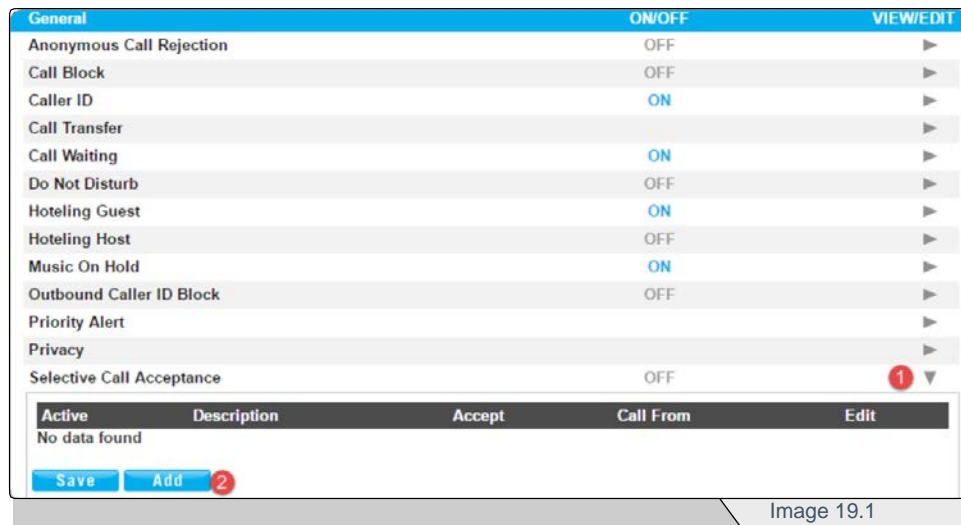 General ON/OFF VIEW/EDIT
Anonymous Call Rejection OFF
Call Block OFF
Caller ID ON
Call Transfer
Call Waiting ON
Do Not Disturb OFF
Hoteling Guest ON
Hoteling Host OFF
Music On Hold ON
Outbound Caller ID Block OFF
Priority Alert
Privacy
Selective Call Acceptance OFF 1
Active Description Accept Call From Edit
No data found
Save Add 2
Image 19.1